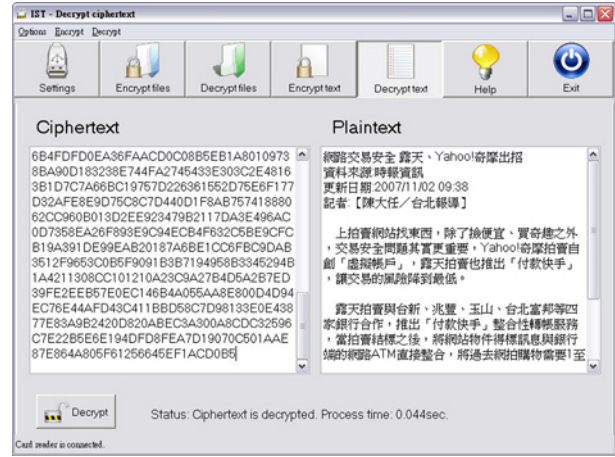 IST - Decrypt ciphertext
Options Encrypt Decrypt
Settings Encrypt files Decrypt files Encrypt text Decrypt text Help Exit
Ciphertext
6B4FDFD0EA36FAACD0C08B5EB1A8010973
8BA90D183238E744FA2745433E303C2E4816
3B1D7C7A66BC19757D226361552D75E6F177
D32AFE8E9D75C8C7D440D1F8AB757418880
62CC960B013D2EE923479B2117DA3E496AC
0D7358EA26F893E9C94ECB4F632C5BE9CFC
B19A391DE99EAB20187A6BE1CC6FBC9DAB
3512F9653C0B5F9091B3B7194958B3345294B
1A4211308CC101210A23C9A27B4D5A2B7ED
39FE2EEB57E0EC146B4A055AA8E800D4D94
EC76E44AFD43C411BBD58C7D98133E0E438
77E83A9B2420D820ABEC3A300A8CDC32596
C7E22B5E6E194DFD8FEA7D19070C501AAE
87E864A805F61256645EF1ACD0B5
Plaintext
網路交易安全 露天、Yahoo!奇摩出招
資料來源:時報資訊
更新日期:2007/11/02 09:38
記者:【陳大任／台北報導】
上拍賣網站找東西，除了撿便宜、買奇趣之外
，交易安全問題其實更重要，Yahoo!奇摩拍賣自
創「虛擬帳戶」，露天拍賣也推出「付款快手」
，讓交易的風險降到最低。
露天拍賣與台新、兆豐、玉山、台北富邦等四
家銀行合作，推出「付款快手」整合性轉帳服務
，當拍賣結標之後，將網站物件得標訊息與銀行
端的網路ATM直接整合，將過去網拍購物需要1至
Decrypt
Status: Ciphertext is decrypted. Process time: 0.044sec.
Card reader is connected.